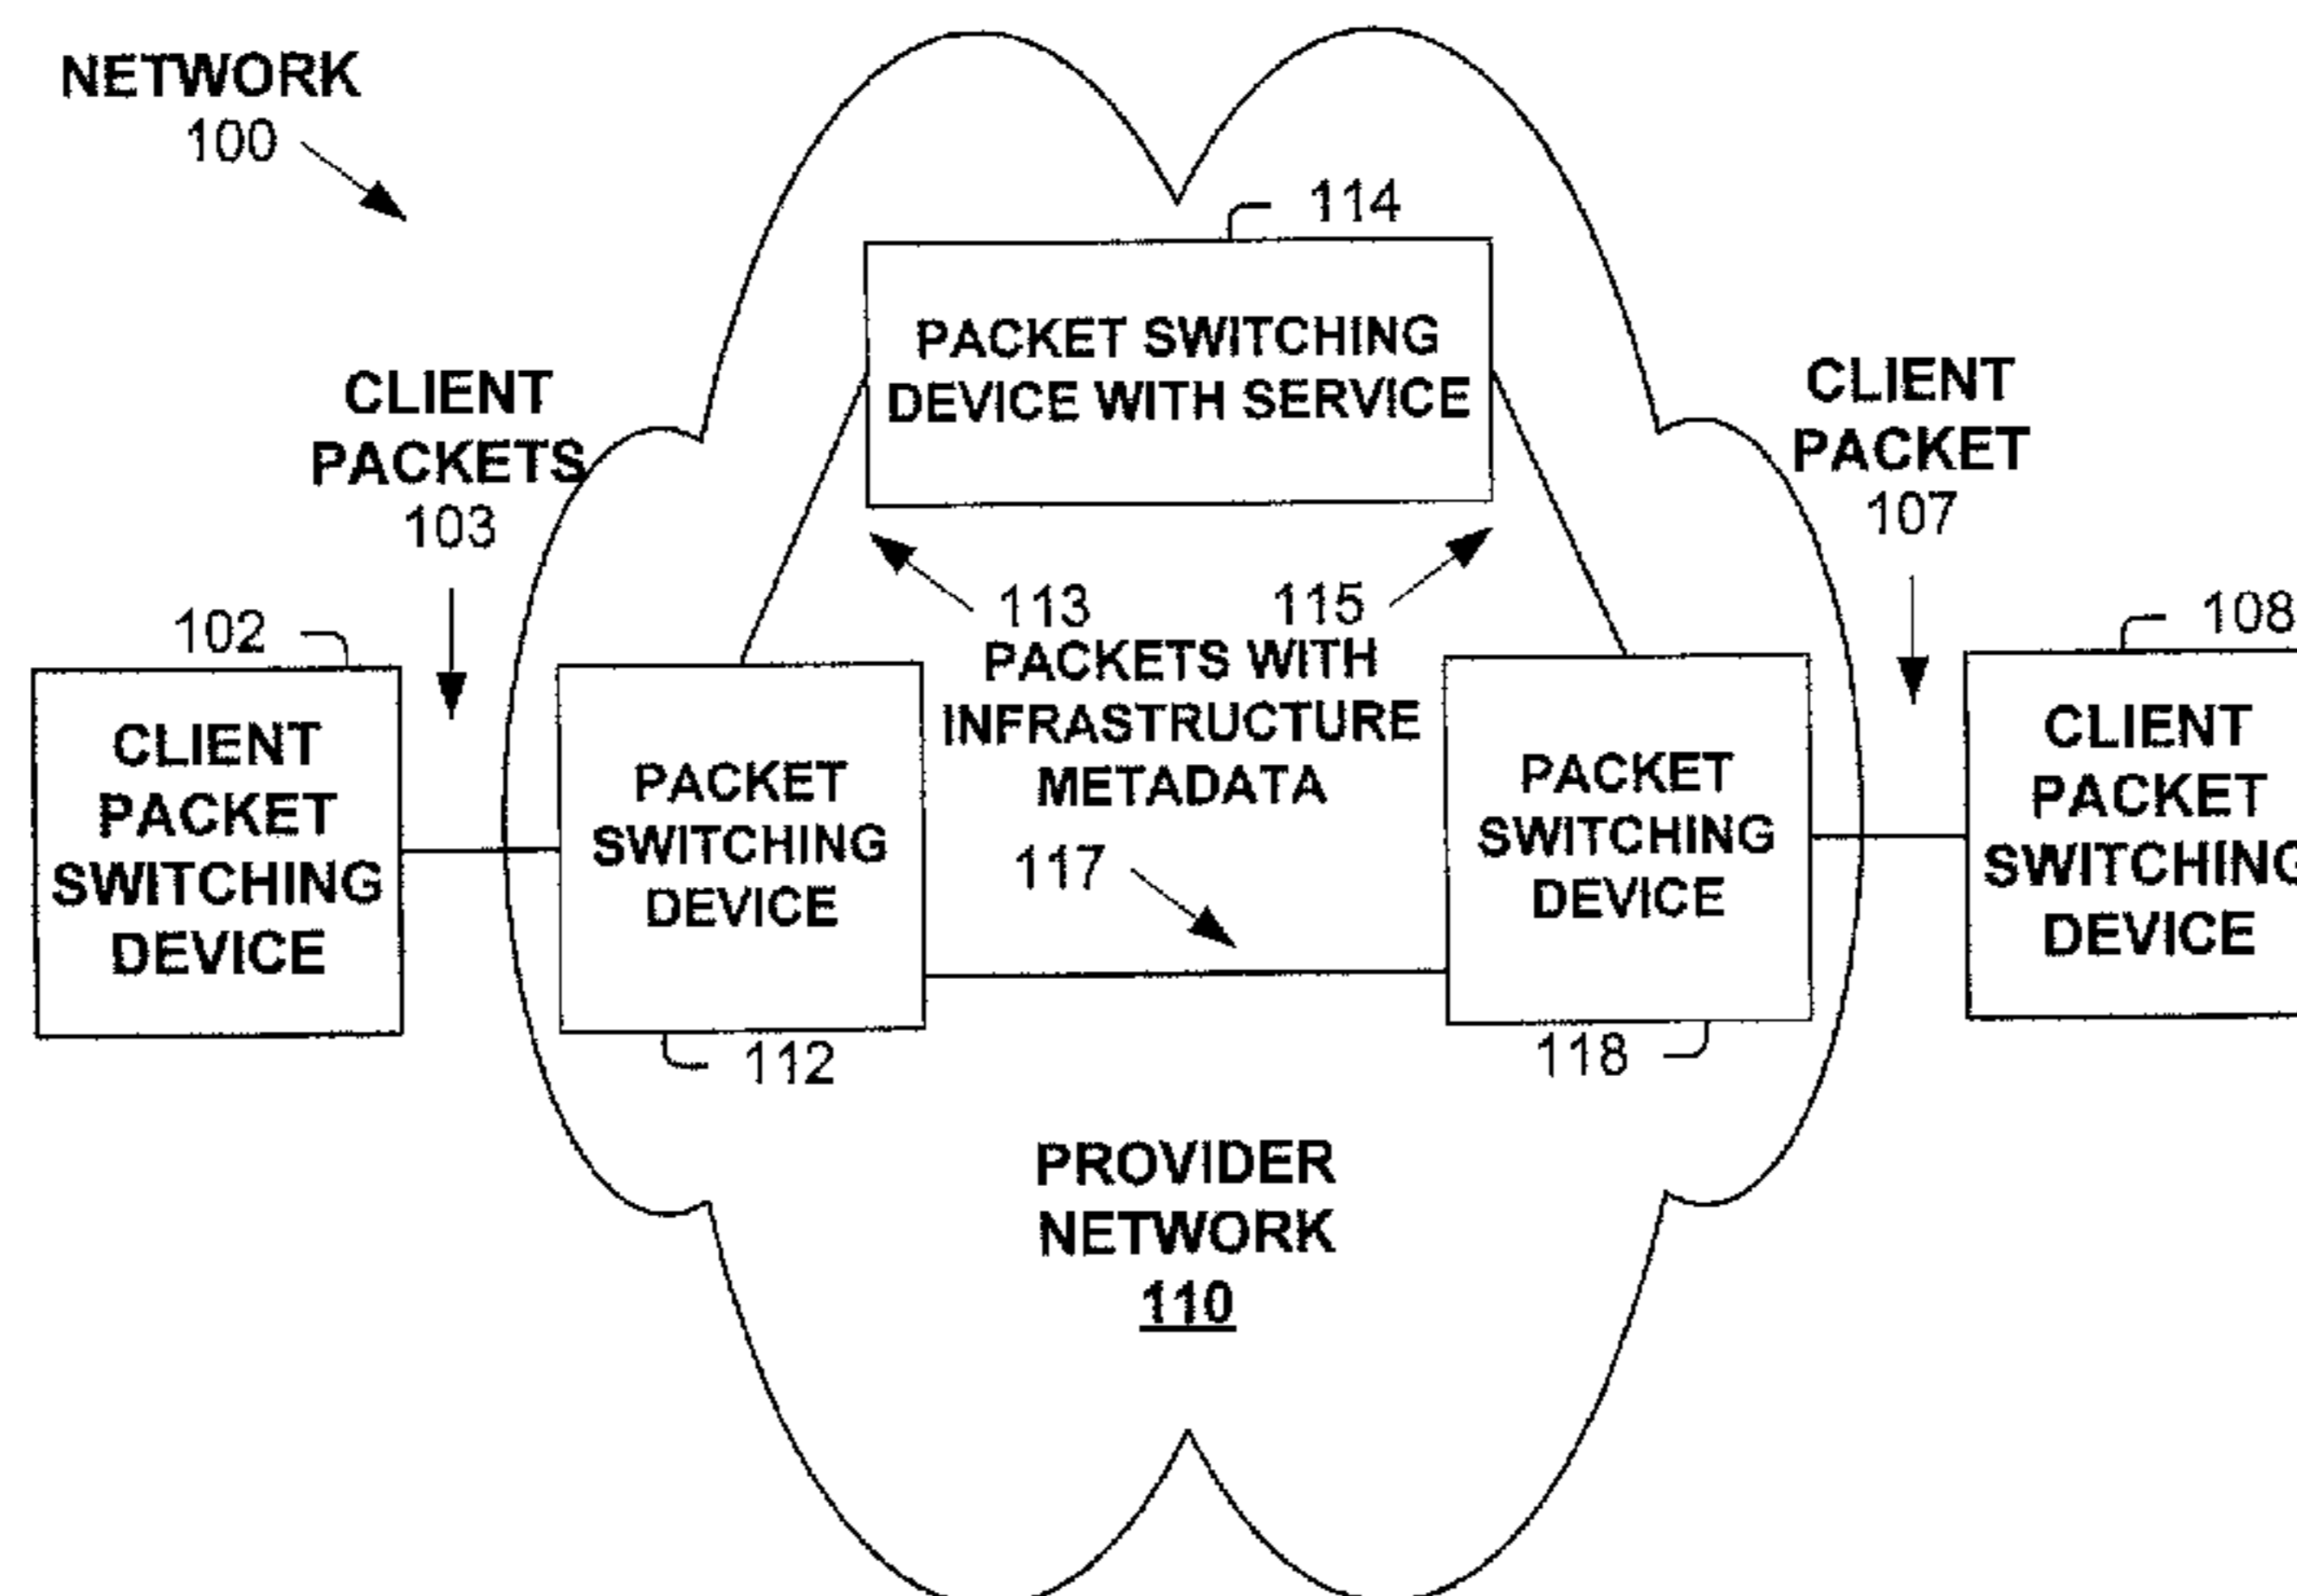 NETWORK
100
114
PACKET SWITCHING
DEVICE WITH SERVICE
CLIENT
PACKETS
103
CLIENT
PACKET
107
113
115
PACKETS WITH
INFRASTRUCTURE
METADATA
117
102
CLIENT
PACKET
SWITCHING
DEVICE
PACKET
SWITCHING
DEVICE
112
PACKET
SWITCHING
DEVICE
118
108
CLIENT
PACKET
SWITCHING
DEVICE
PROVIDER
NETWORK
110